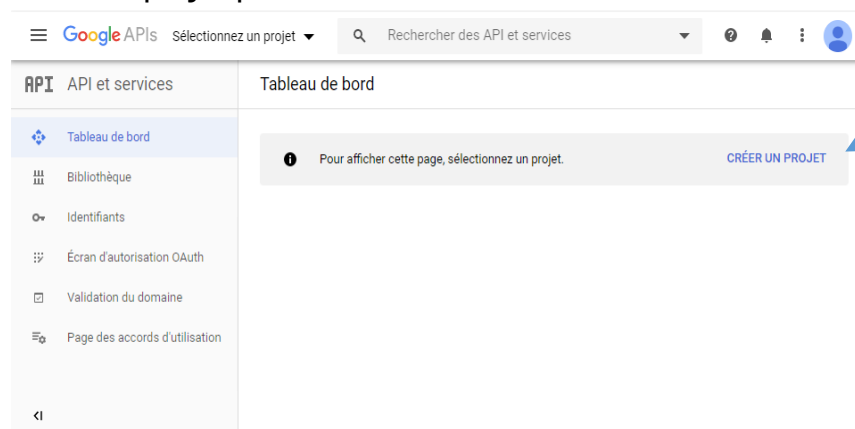 Google APIs Sélectionnez un projet Rechercher des API et services
API API et services Tableau de bord
Tableau de bord
Pour afficher cette page, sélectionnez un projet. CRÉER UN PROJET
Bibliothèque
Identifiants
Écran d'autorisation OAuth
Validation du domaine
Page des accords d'utilisation